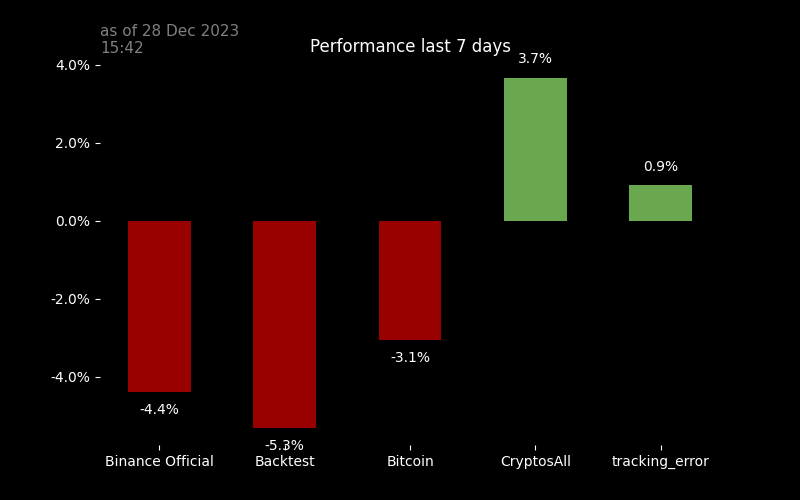 as of 28 Dec 2023
15:42
Performance last 7 days
4.0%
2.0%
0.0%
-2.0%
-4.0%
-4.4%
-5.3%
-3.1%
3.7%
0.9%
Binance Official
Backtest
Bitcoin
CryptosAll
tracking_error